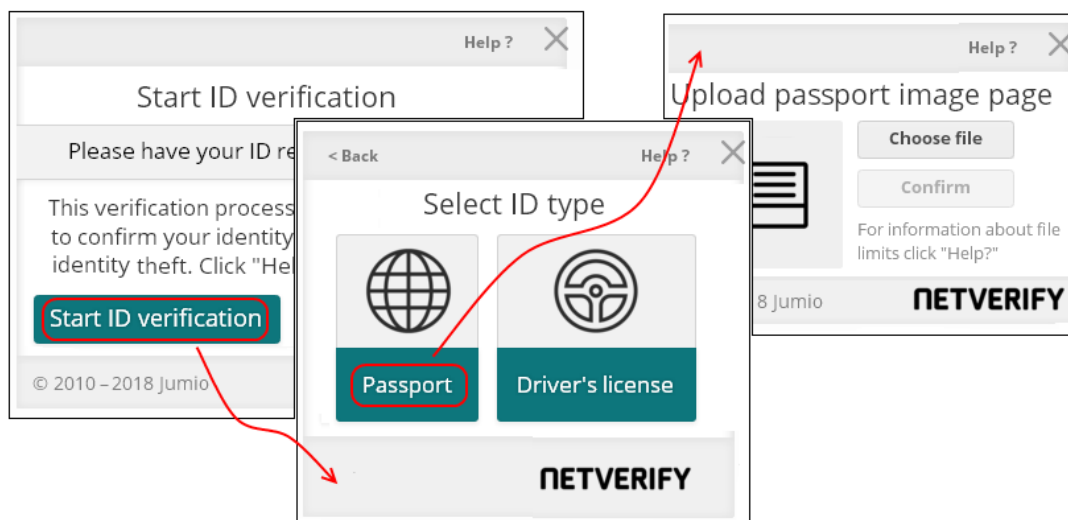 Help ?
Start ID verification
Please have your ID re
This verification process
to confirm your identity
identity theft. Click "Hel
Start ID verification
© 2010 – 2018 Jumio
< Back
Help ?
Select ID type
Passport
Driver's license
NETVERIFY
Help ?
Upload passport image page
Choose file
Confirm
For information about file
limits click "Help?"
8 Jumio
NETVERIFY